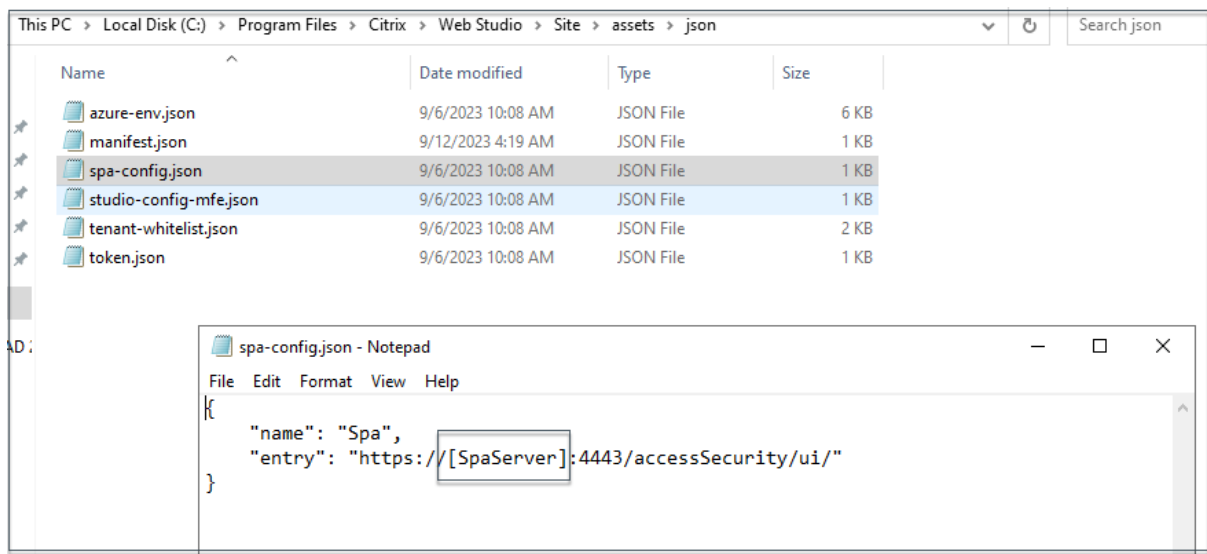 This PC > Local Disk (C:) > Program Files > Citrix > Web Studio > Site > assets > json
Search json
Name Date modified Type Size
azure-env.json 9/6/2023 10:08 AM JSON File 6 KB
manifest.json 9/12/2023 4:19 AM JSON File 1 KB
spa-config.json 9/6/2023 10:08 AM JSON File 1 KB
studio-config-mfe.json 9/6/2023 10:08 AM JSON File 1 KB
tenant-whitelist.json 9/6/2023 10:08 AM JSON File 2 KB
token.json 9/6/2023 10:08 AM JSON File 1 KB
AD 2
spa-config.json - Notepad
File Edit Format View Help
{
"name": "Spa",
"entry": "https://[SpaServer]:4443/accessSecurity/ui/"
}